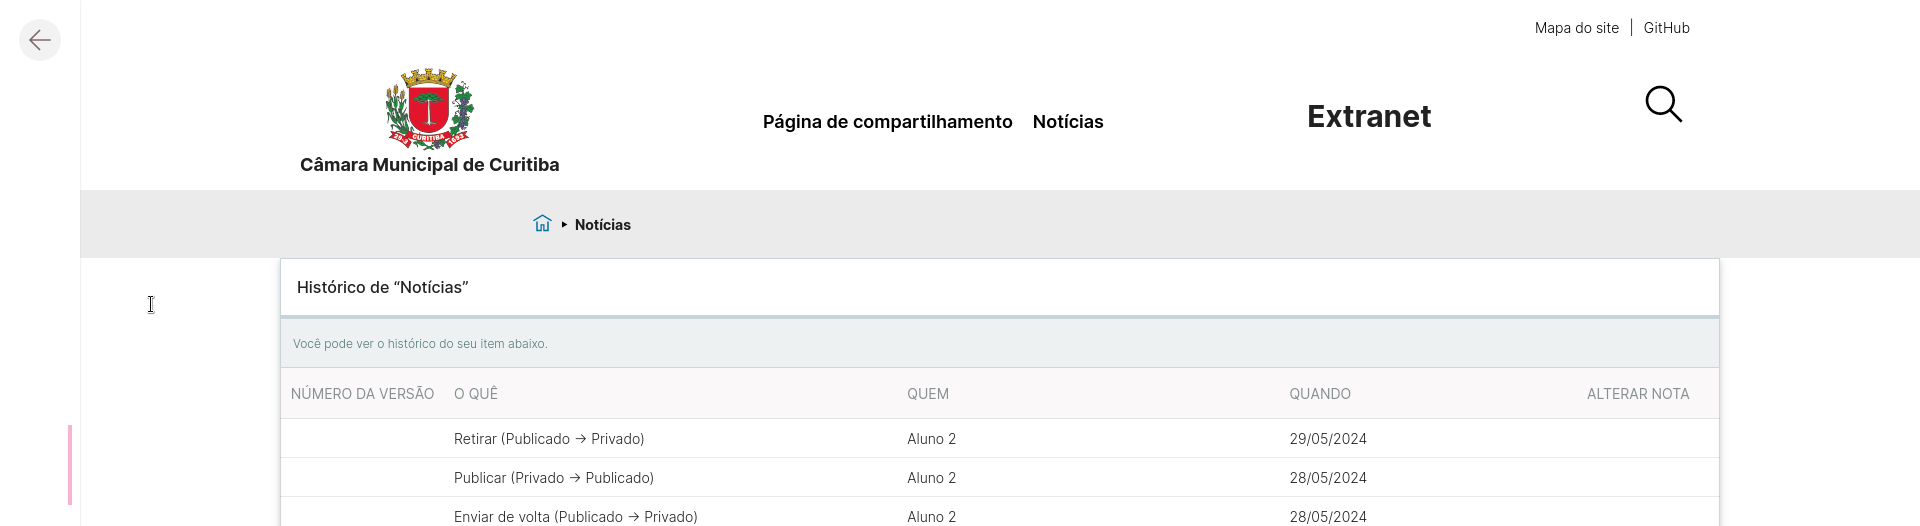 Mapa do site | GitHub
CURITIBA
Câmara Municipal de Curitiba
Página de compartilhamento Notícias
Extranet
Notícias
Histórico de “Notícias”
Você pode ver o histórico do seu item abaixo.
NÚMERO DA VERSÃO O QUÊ QUEM QUANDO ALTERAR NOTA
Retirar (Publicado → Privado) Aluno 2 29/05/2024
Publicar (Privado → Publicado) Aluno 2 28/05/2024
Enviar de volta (Publicado → Privado) Aluno 2 28/05/2024